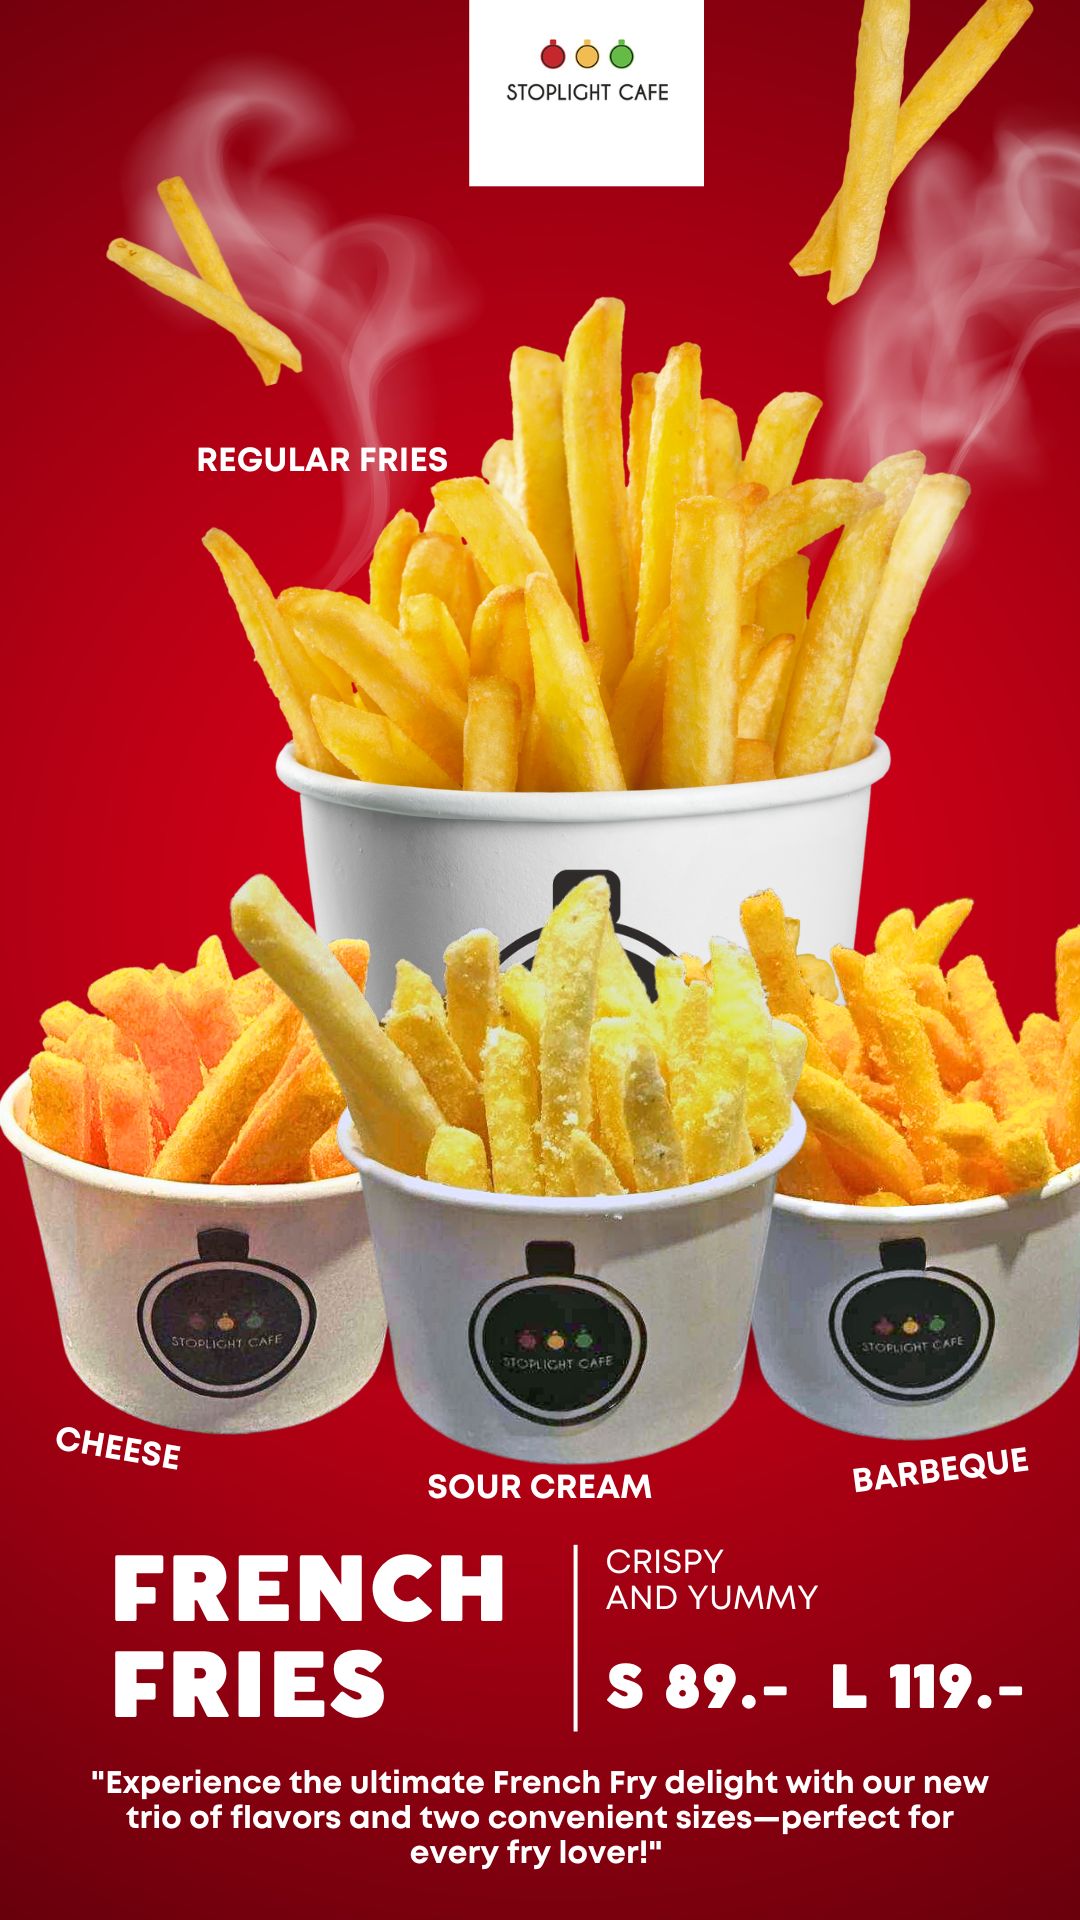 STOPLIGHT CAFE
REGULAR FRIES
STOPLIGHT CAFE
STOPLIGHT CAFE
STOPLIGHT CAFE
CHEESE
SOUR CREAM
BARBEQUE
FRENCH
FRIES
CRISPY
AND YUMMY
S 89.- L 119.-
"Experience the ultimate French Fry delight with our new
trio of flavors and two convenient sizes—perfect for
every fry lover!"